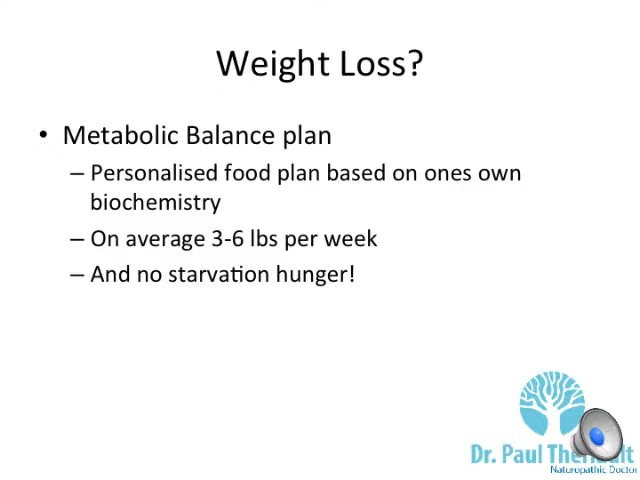 Weight Loss?
• Metabolic Balance plan
– Personalised food plan based on ones own
biochemistry
– On average 3-6 lbs per week
– And no starvation hunger!
Dr. Paul
Naturopathic Doctor